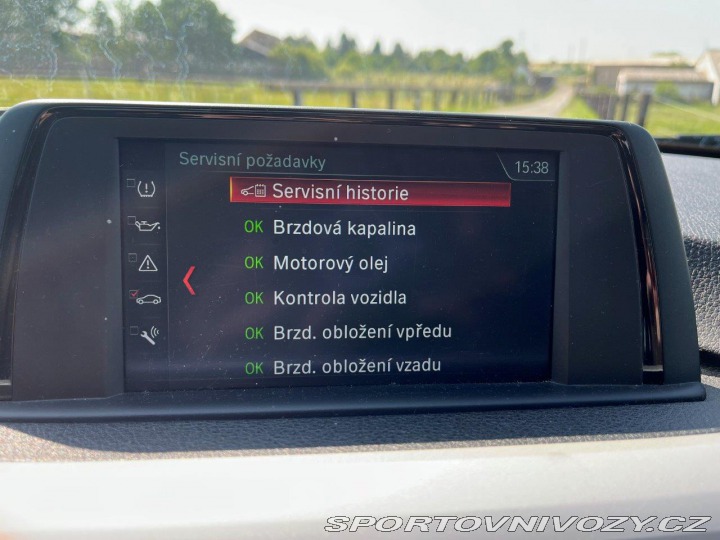 Servisní požadavky
15:38
Servisní historie
OK Brzdová kapalina
OK Motorový olej
OK Kontrola vozidla
OK Brzd. obložení vpředu
OK Brzd. obložení vzadu
SPORTOVNIVOZY.CZ